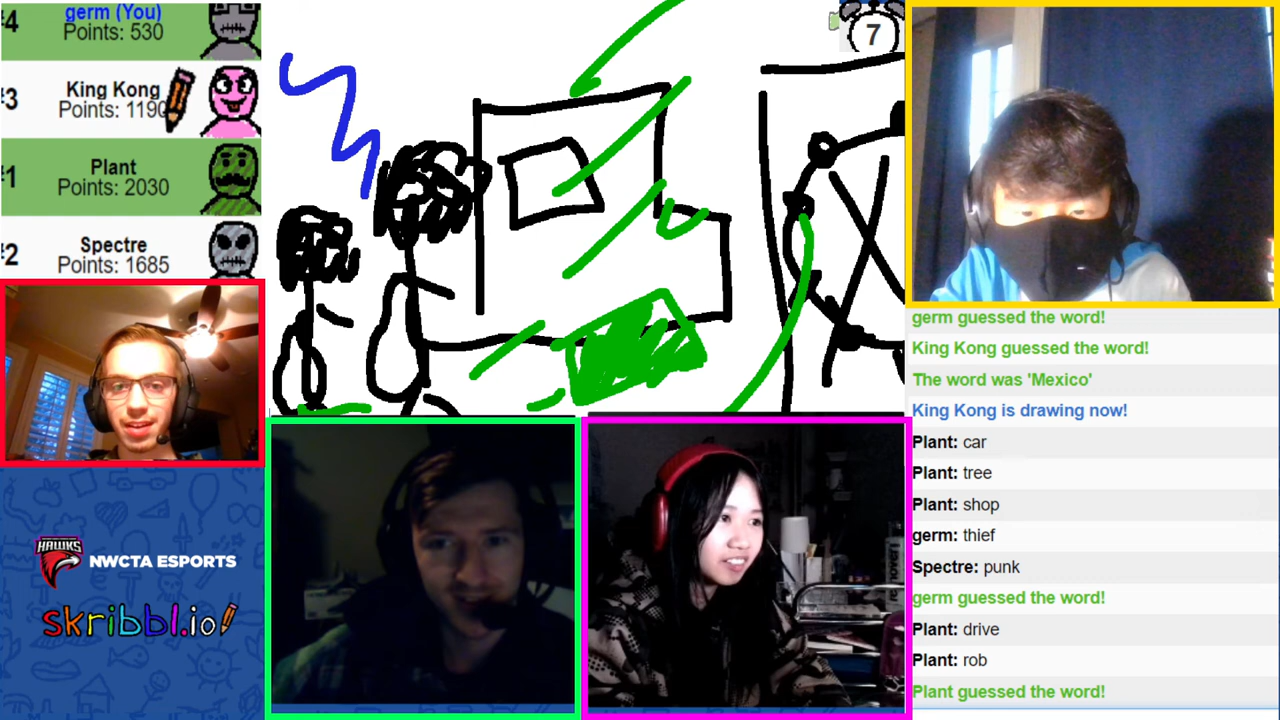 #4
germ (You)
Points: 530
#3
King Kong
Points: 1190
#1
Plant
Points: 2030
#2
Spectre
Points: 1685
7
germ guessed the word!
King Kong guessed the word!
The word was 'Mexico'
King Kong is drawing now!
Plant: car
Plant: tree
Plant: shop
germ: thief
Spectre: punk
germ guessed the word!
Plant: drive
Plant: rob
Plant guessed the word!
HAWKS
NWCTA ESPORTS
skribbl.io